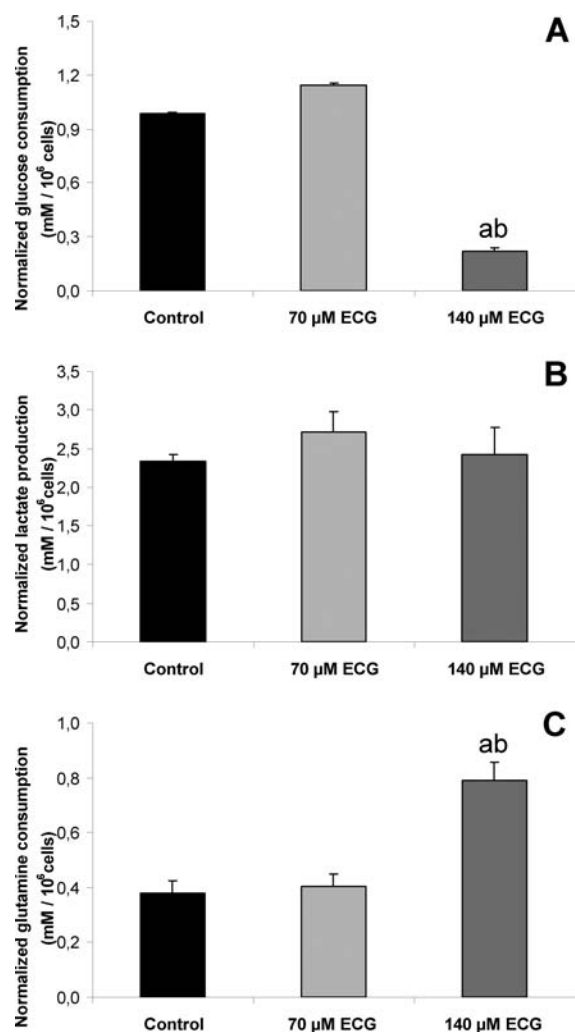 A
Normalized glucose consumption
(mM / 10⁶ cells)
1,5
1,2
0,9
0,6
0,3
0,0
ab
Control
70 µM ECG
140 µM ECG
B
Normalized lactate production
(mM / 10⁶cells)
3,5
3,0
2,5
2,0
1,5
1,0
0,5
0,0
Control
70 µM ECG
140 µM ECG
C
Normalized glutamine consumption
(mM / 10⁶cells)
1,0
0,8
0,6
0,4
0,2
0,0
ab
Control
70 µM ECG
140 µM ECG